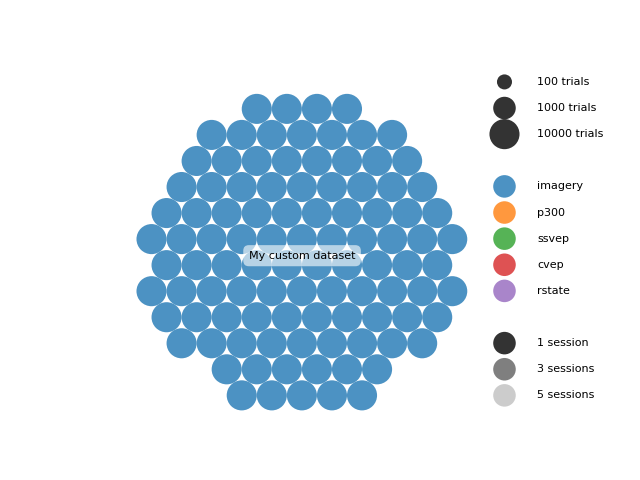 My custom dataset
100 trials
1000 trials
10000 trials
imagery
p300
ssvep
cvep
rstate
1 session
3 sessions
5 sessions